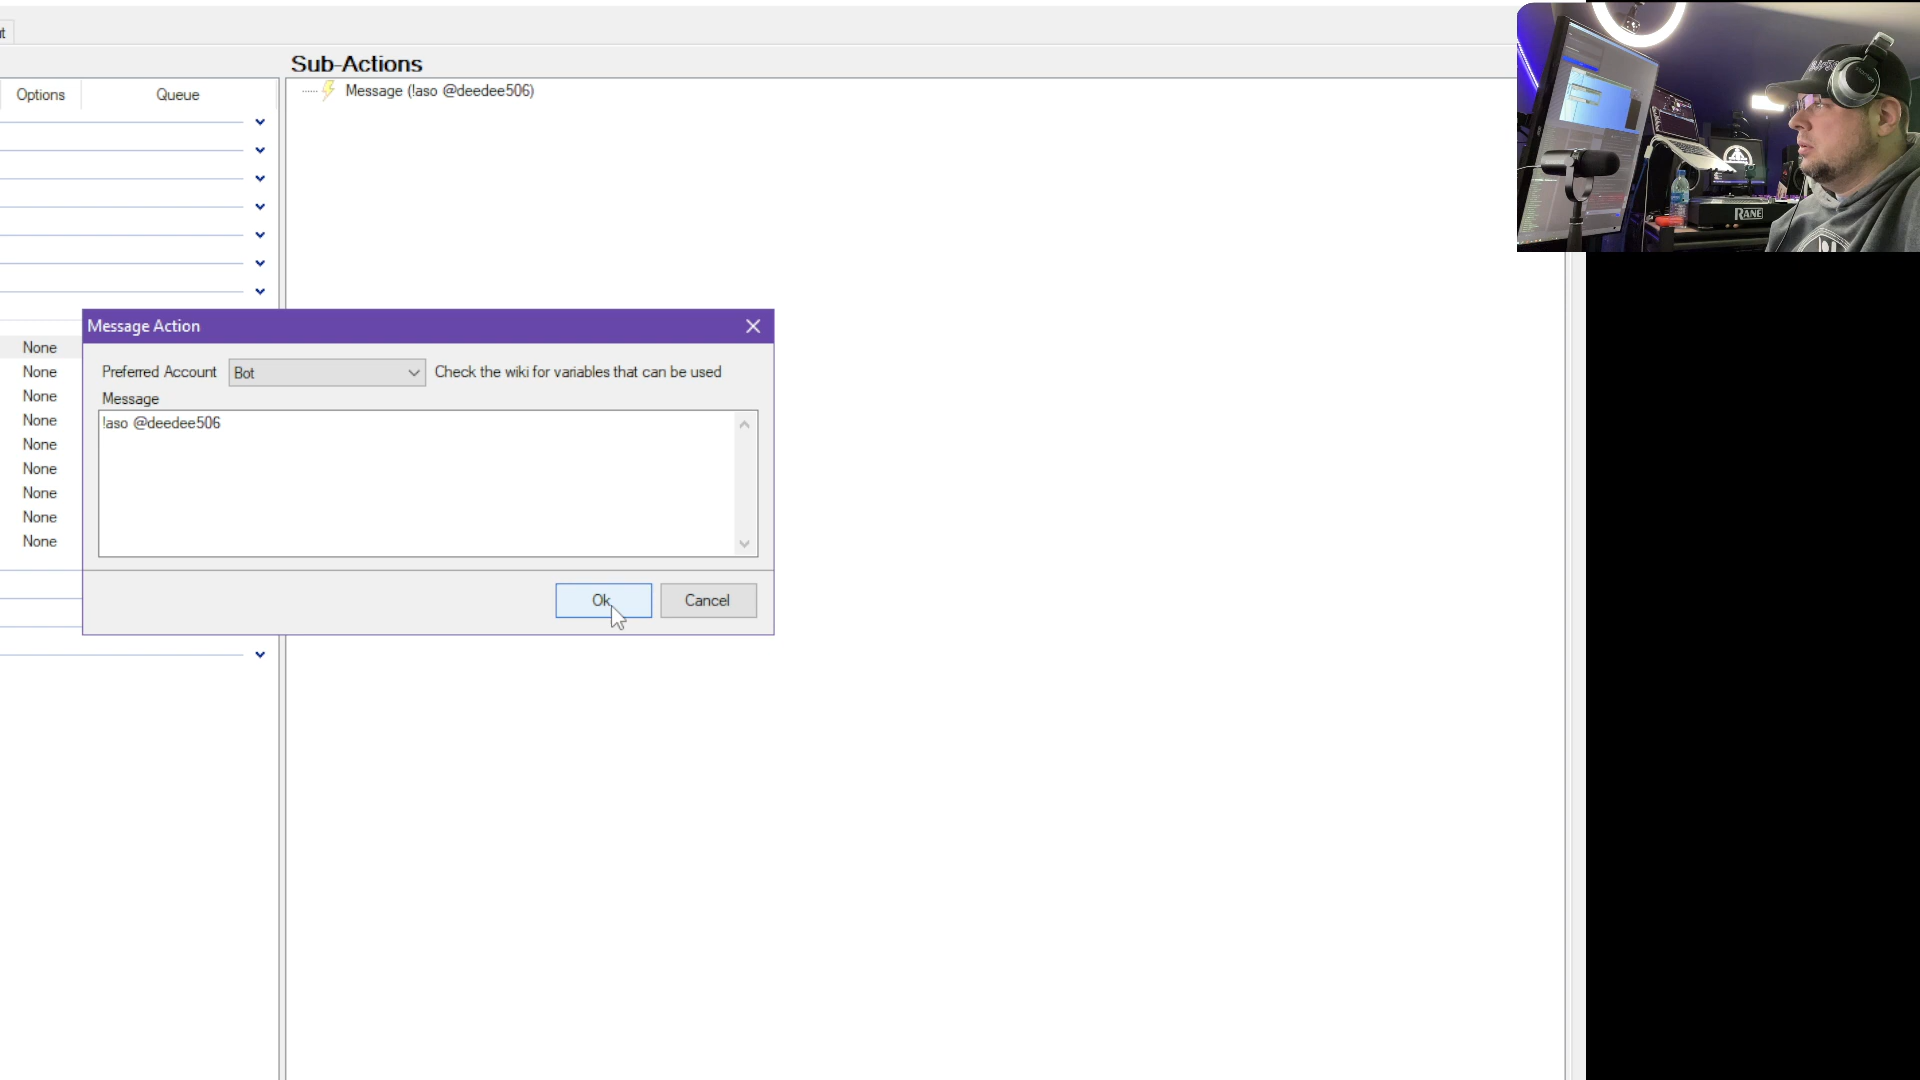 Sub-Actions
Options
Queue
Message (!aso @deedee506)
Message Action
None
None
None
None
None
None
None
None
None
Preferred Account
Bot
Check the wiki for variables that can be used
Message
!aso @deedee506
Ok
Cancel
RANE